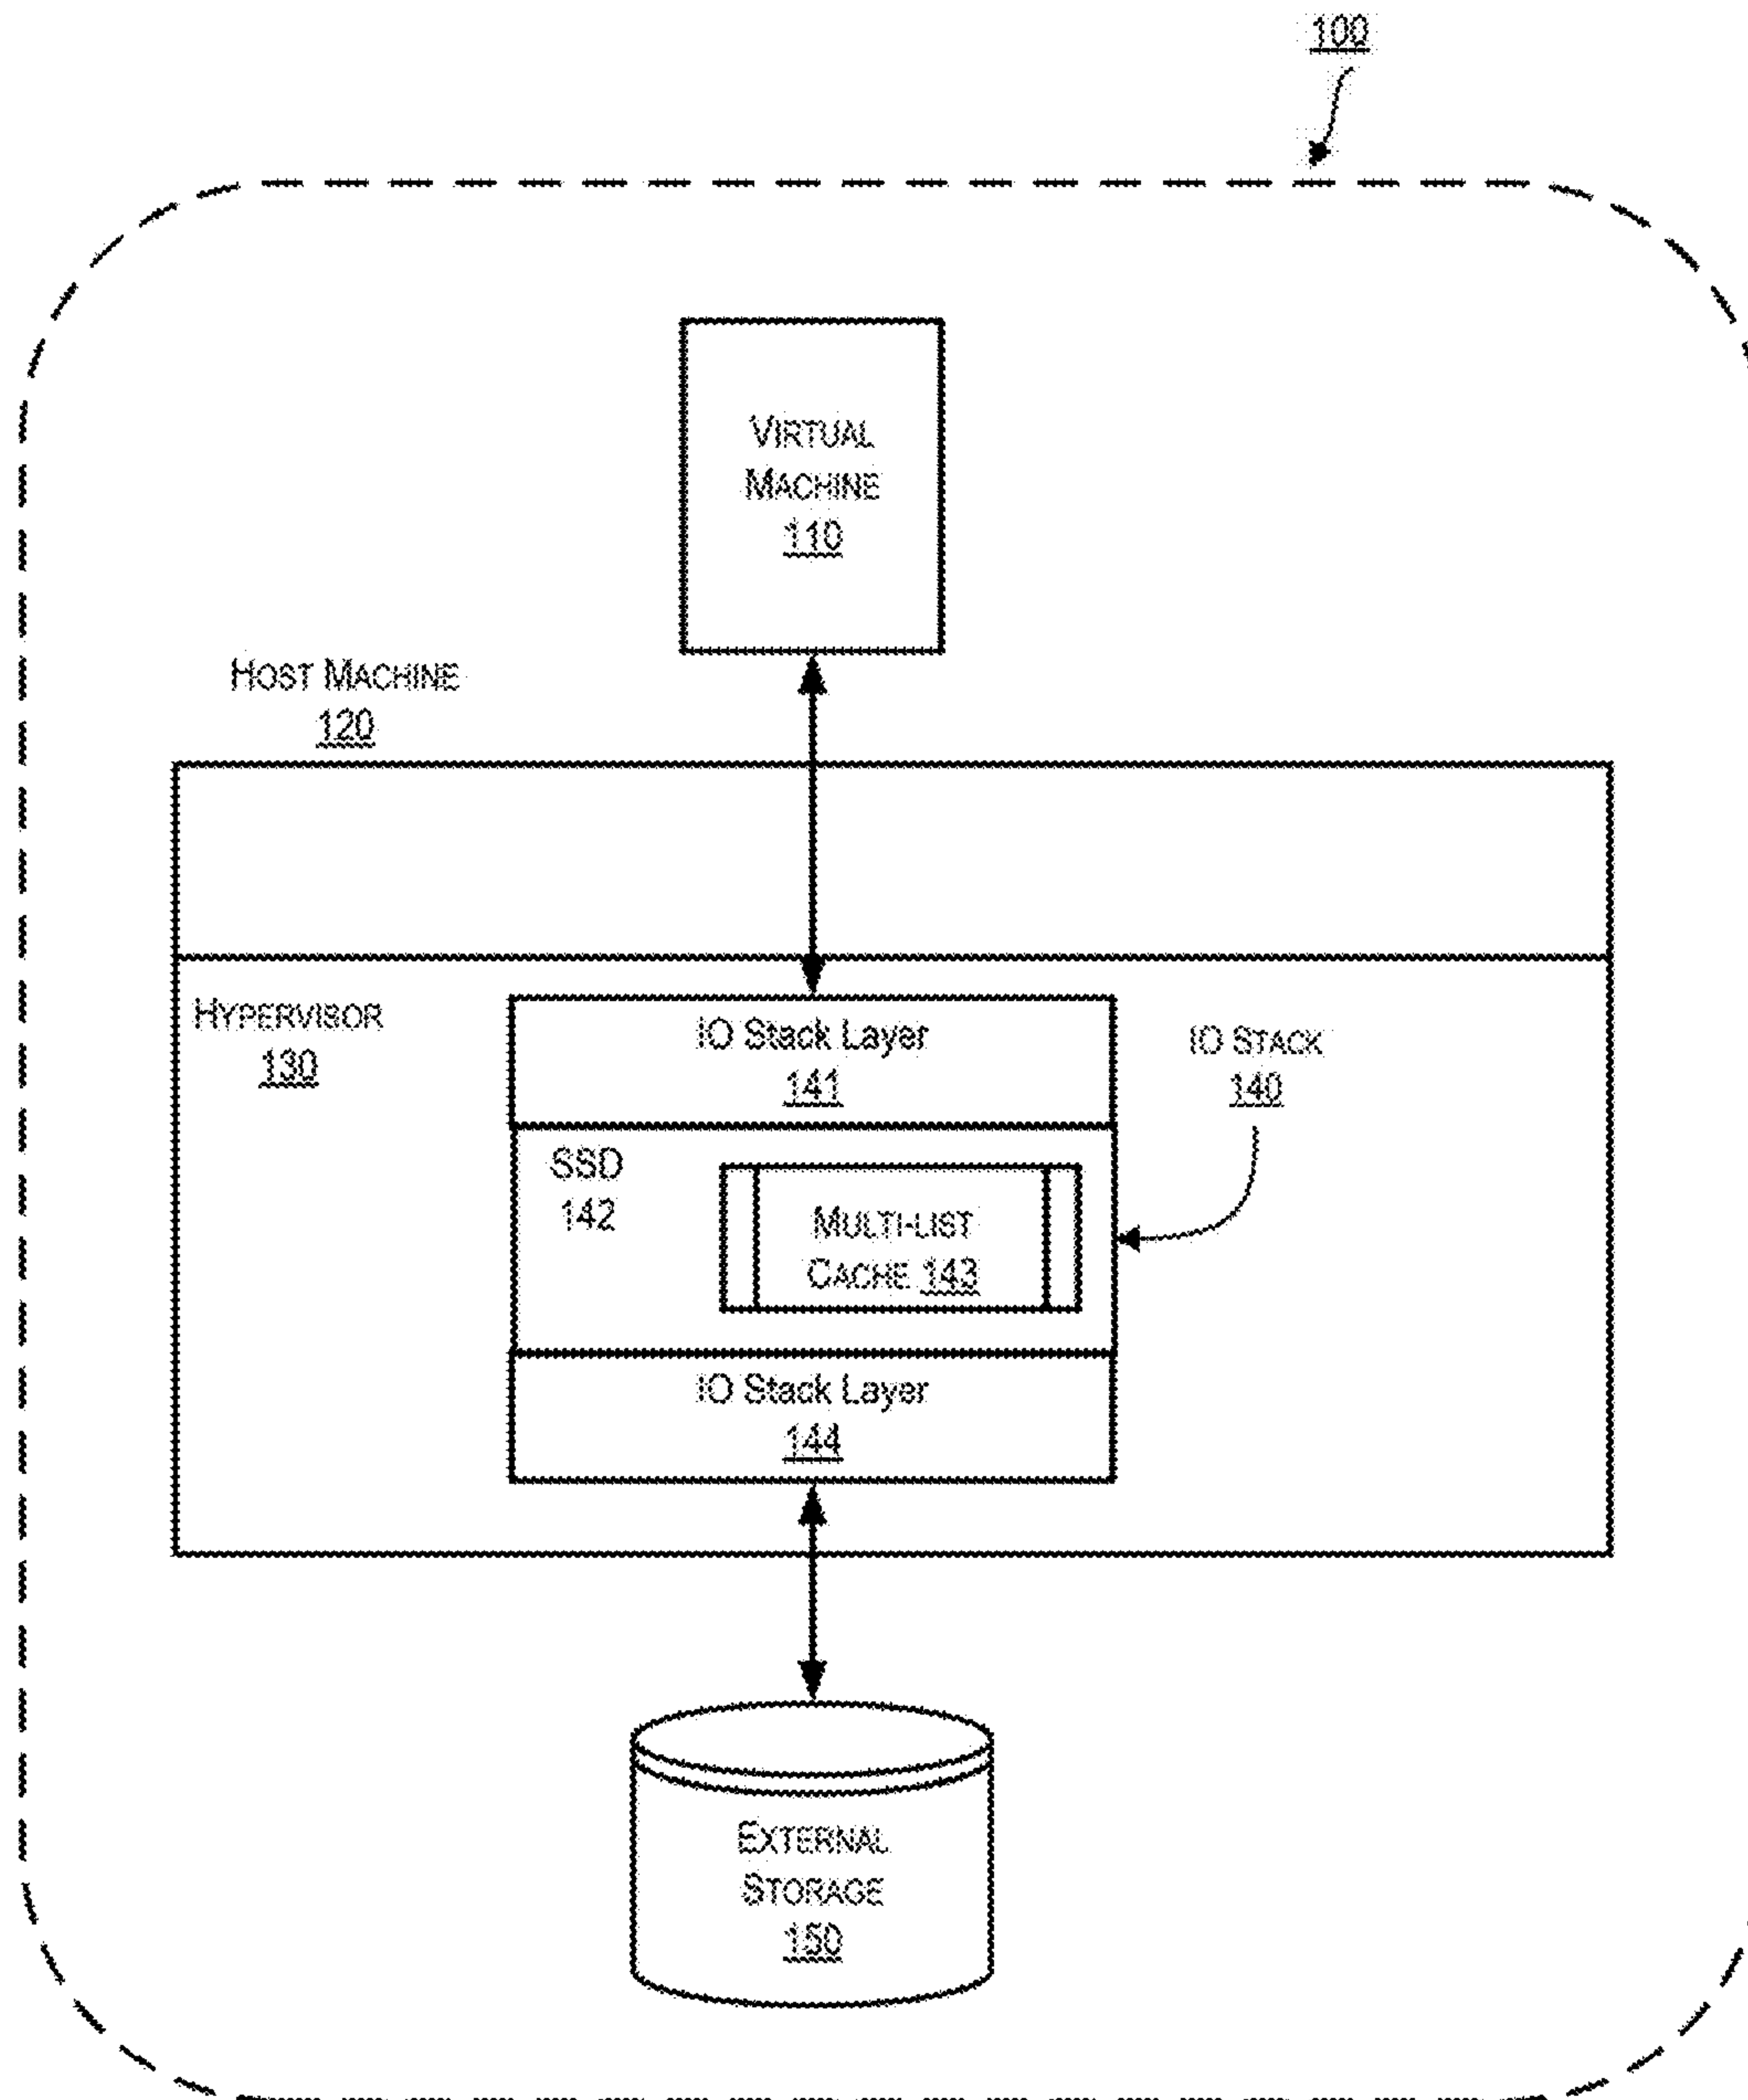 100
VIRTUAL
MACHINE
110
HOST MACHINE
120
HYPERVISOR
130
IO Stack Layer
141
IO STACK
140
SSD
142
MULTI-LIST
CACHE 143
IO Stack Layer
144
EXTERNAL
STORAGE
150